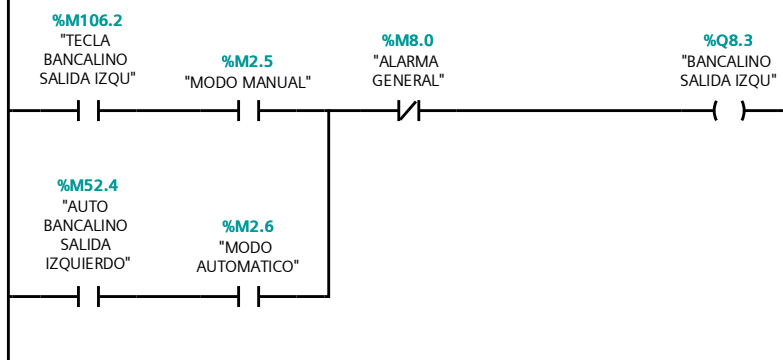 %M106.2
"TECLA
BANCALINO
SALIDA IZQU"
%M2.5
"MODO MANUAL"
%M8.0
"ALARMA
GENERAL"
%Q8.3
"BANCALINO
SALIDA IZQU"
%M52.4
"AUTO
BANCALINO
SALIDA
IZQUIERDO"
%M2.6
"MODO
AUTOMATICO"